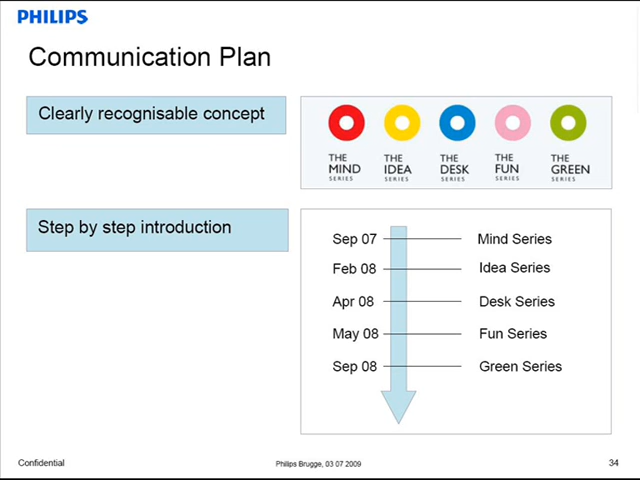 PHILIPS
Communication Plan
Clearly recognisable concept
THE MIND SERIES
THE IDEA SERIES
THE DESK SERIES
THE FUN SERIES
THE GREEN SERIES
Step by step introduction
Sep 07 Mind Series
Feb 08 Idea Series
Apr 08 Desk Series
May 08 Fun Series
Sep 08 Green Series
Confidential
Philips Brugge, 03 07 2009
34